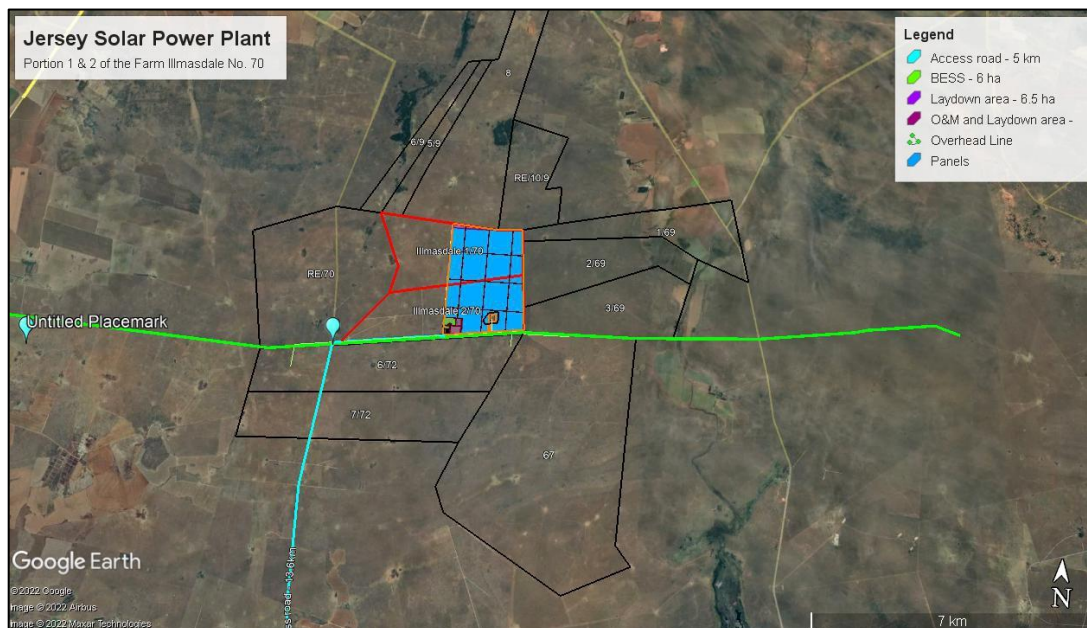 Jersey Solar Power Plant
Portion 1 & 2 of the Farm Illmasdale No. 70
Legend
Access road - 5 km
BESS - 6 ha
Laydown area - 6.5 ha
O&M and Laydown area -
Overhead Line
Panels
8
6/9
5/9
RE/10/9
1/69
Illmasdale 1/70
2/69
RE/70
3/69
Illmasdale 2/70
Untitled Placemark
6/72
7/72
67
road - 13.6km
Google Earth
©2022 Google
Image © 2022 Airbus
Image © 2022 Maxar Technologies
N
7 km